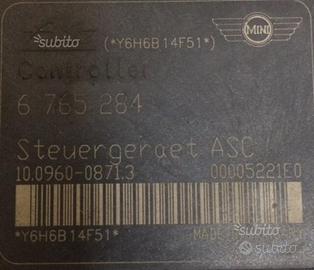 subito
(*Y6H6B14F51*)
MINI
Controller
6 765 284
Steuergeraet ASC
10.0960-0871.3
00005221E0
*Y6H6B14F51*
MADE
subito